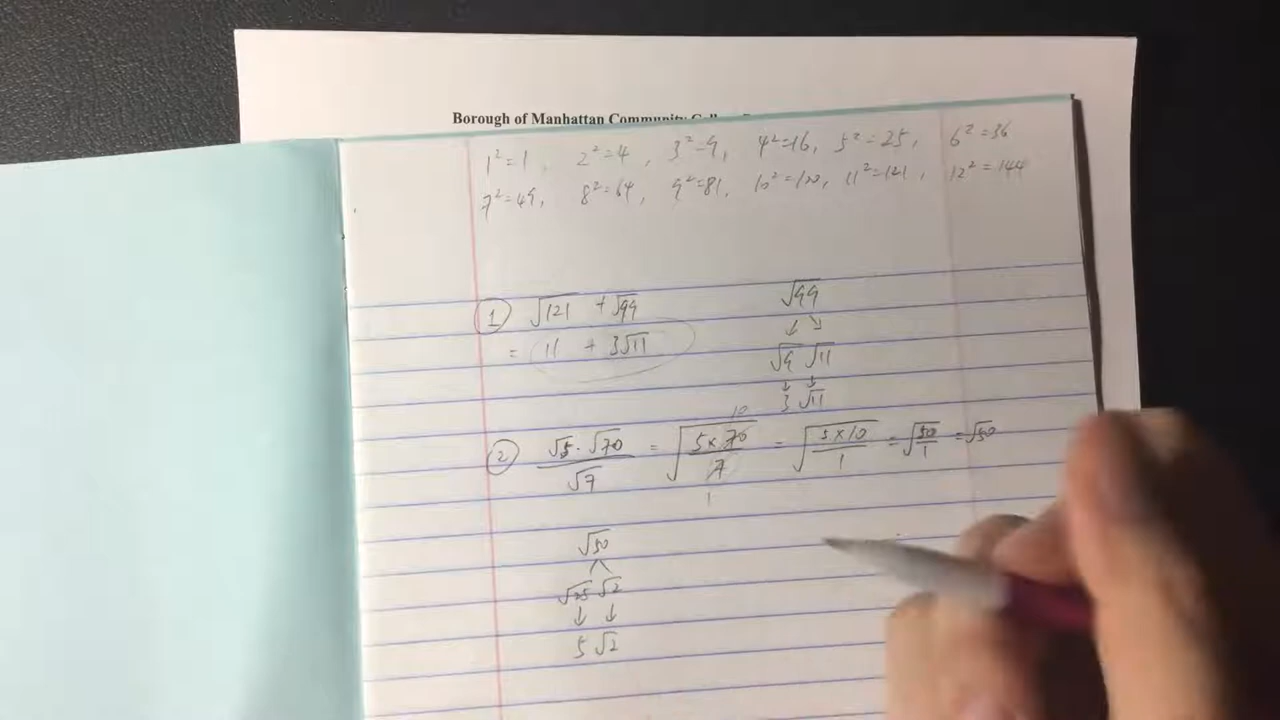 Borough of Manhattan Community
1²=1, 2²=4, 3²=9, 4²=16, 5²=25, 6²=36
7²=49, 8²=64, 9²=81, 10²=100, 11²=121, 12²=144
① √121 + √99
= 11 + 3√11
√99
↓ ↘
√9 √11
↓ ↓
3 √11
② (√5 · √70)/√7 = √((5 × 70)/7) = √((5 × 10)/1) = √(50/1) = √50
10
1
√50
√25 √2
↓ ↓
5 √2